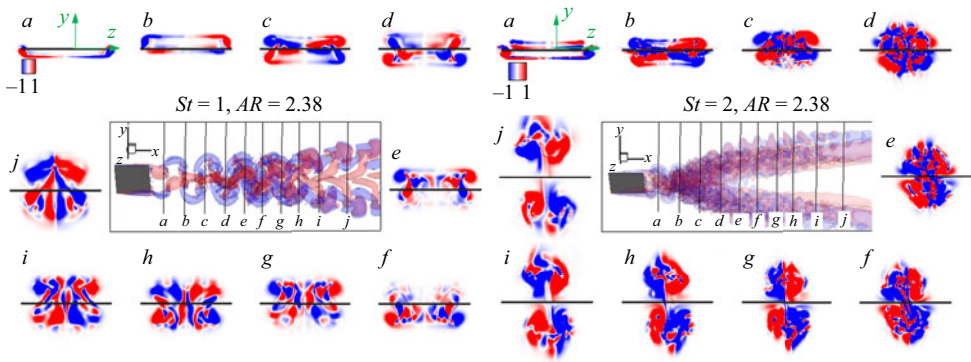 a y z b c d a y z b c d
−1 1 −1 1
St = 1, AR = 2.38 St = 2, AR = 2.38
j y z x e j y z x e
a b c d e f g h i j a b c d e f g h i j
i h g f i h g f